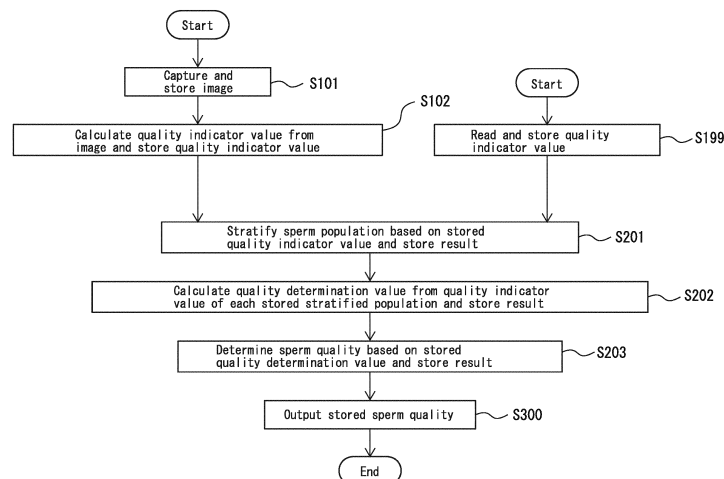 Start
Capture and
store image
S101
Start
Calculate quality indicator value from
image and store quality indicator value
S102
Read and store quality
indicator value
S199
Stratify sperm population based on stored
quality indicator value and store result
S201
Calculate quality determination value from quality indicator
value of each stored stratified population and store result
S202
Determine sperm quality based on stored
quality determination value and store result
S203
Output stored sperm quality
S300
End